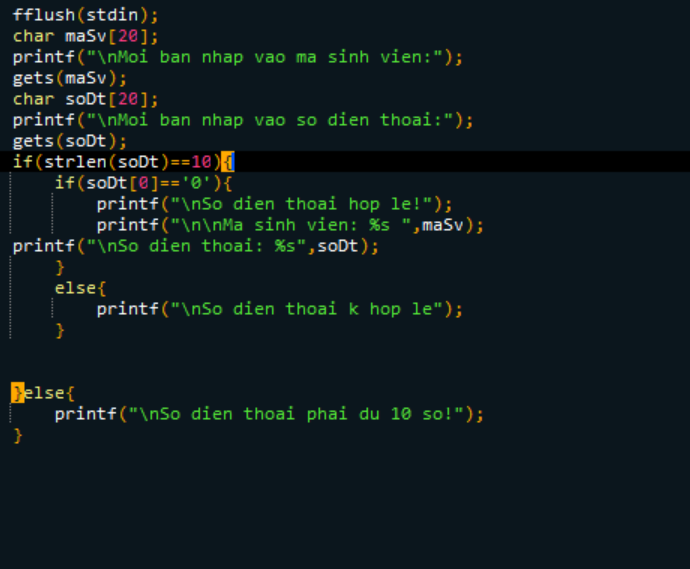 fflush(stdin);
char maSv[20];
printf("\nMoi ban nhap vao ma sinh vien:");
gets(maSv);
char soDt[20];
printf("\nMoi ban nhap vao so dien thoai:");
gets(soDt);
if(strlen(soDt)==10){
    if(soDt[0]=='0'){
        printf("\nSo dien thoai hop le!");
        printf("\n\nMa sinh vien: %s ",maSv);
printf("\nSo dien thoai: %s",soDt);
    }
    else{
        printf("\nSo dien thoai k hop le");
    }
}else{
    printf("\nSo dien thoai phai du 10 so!");
}